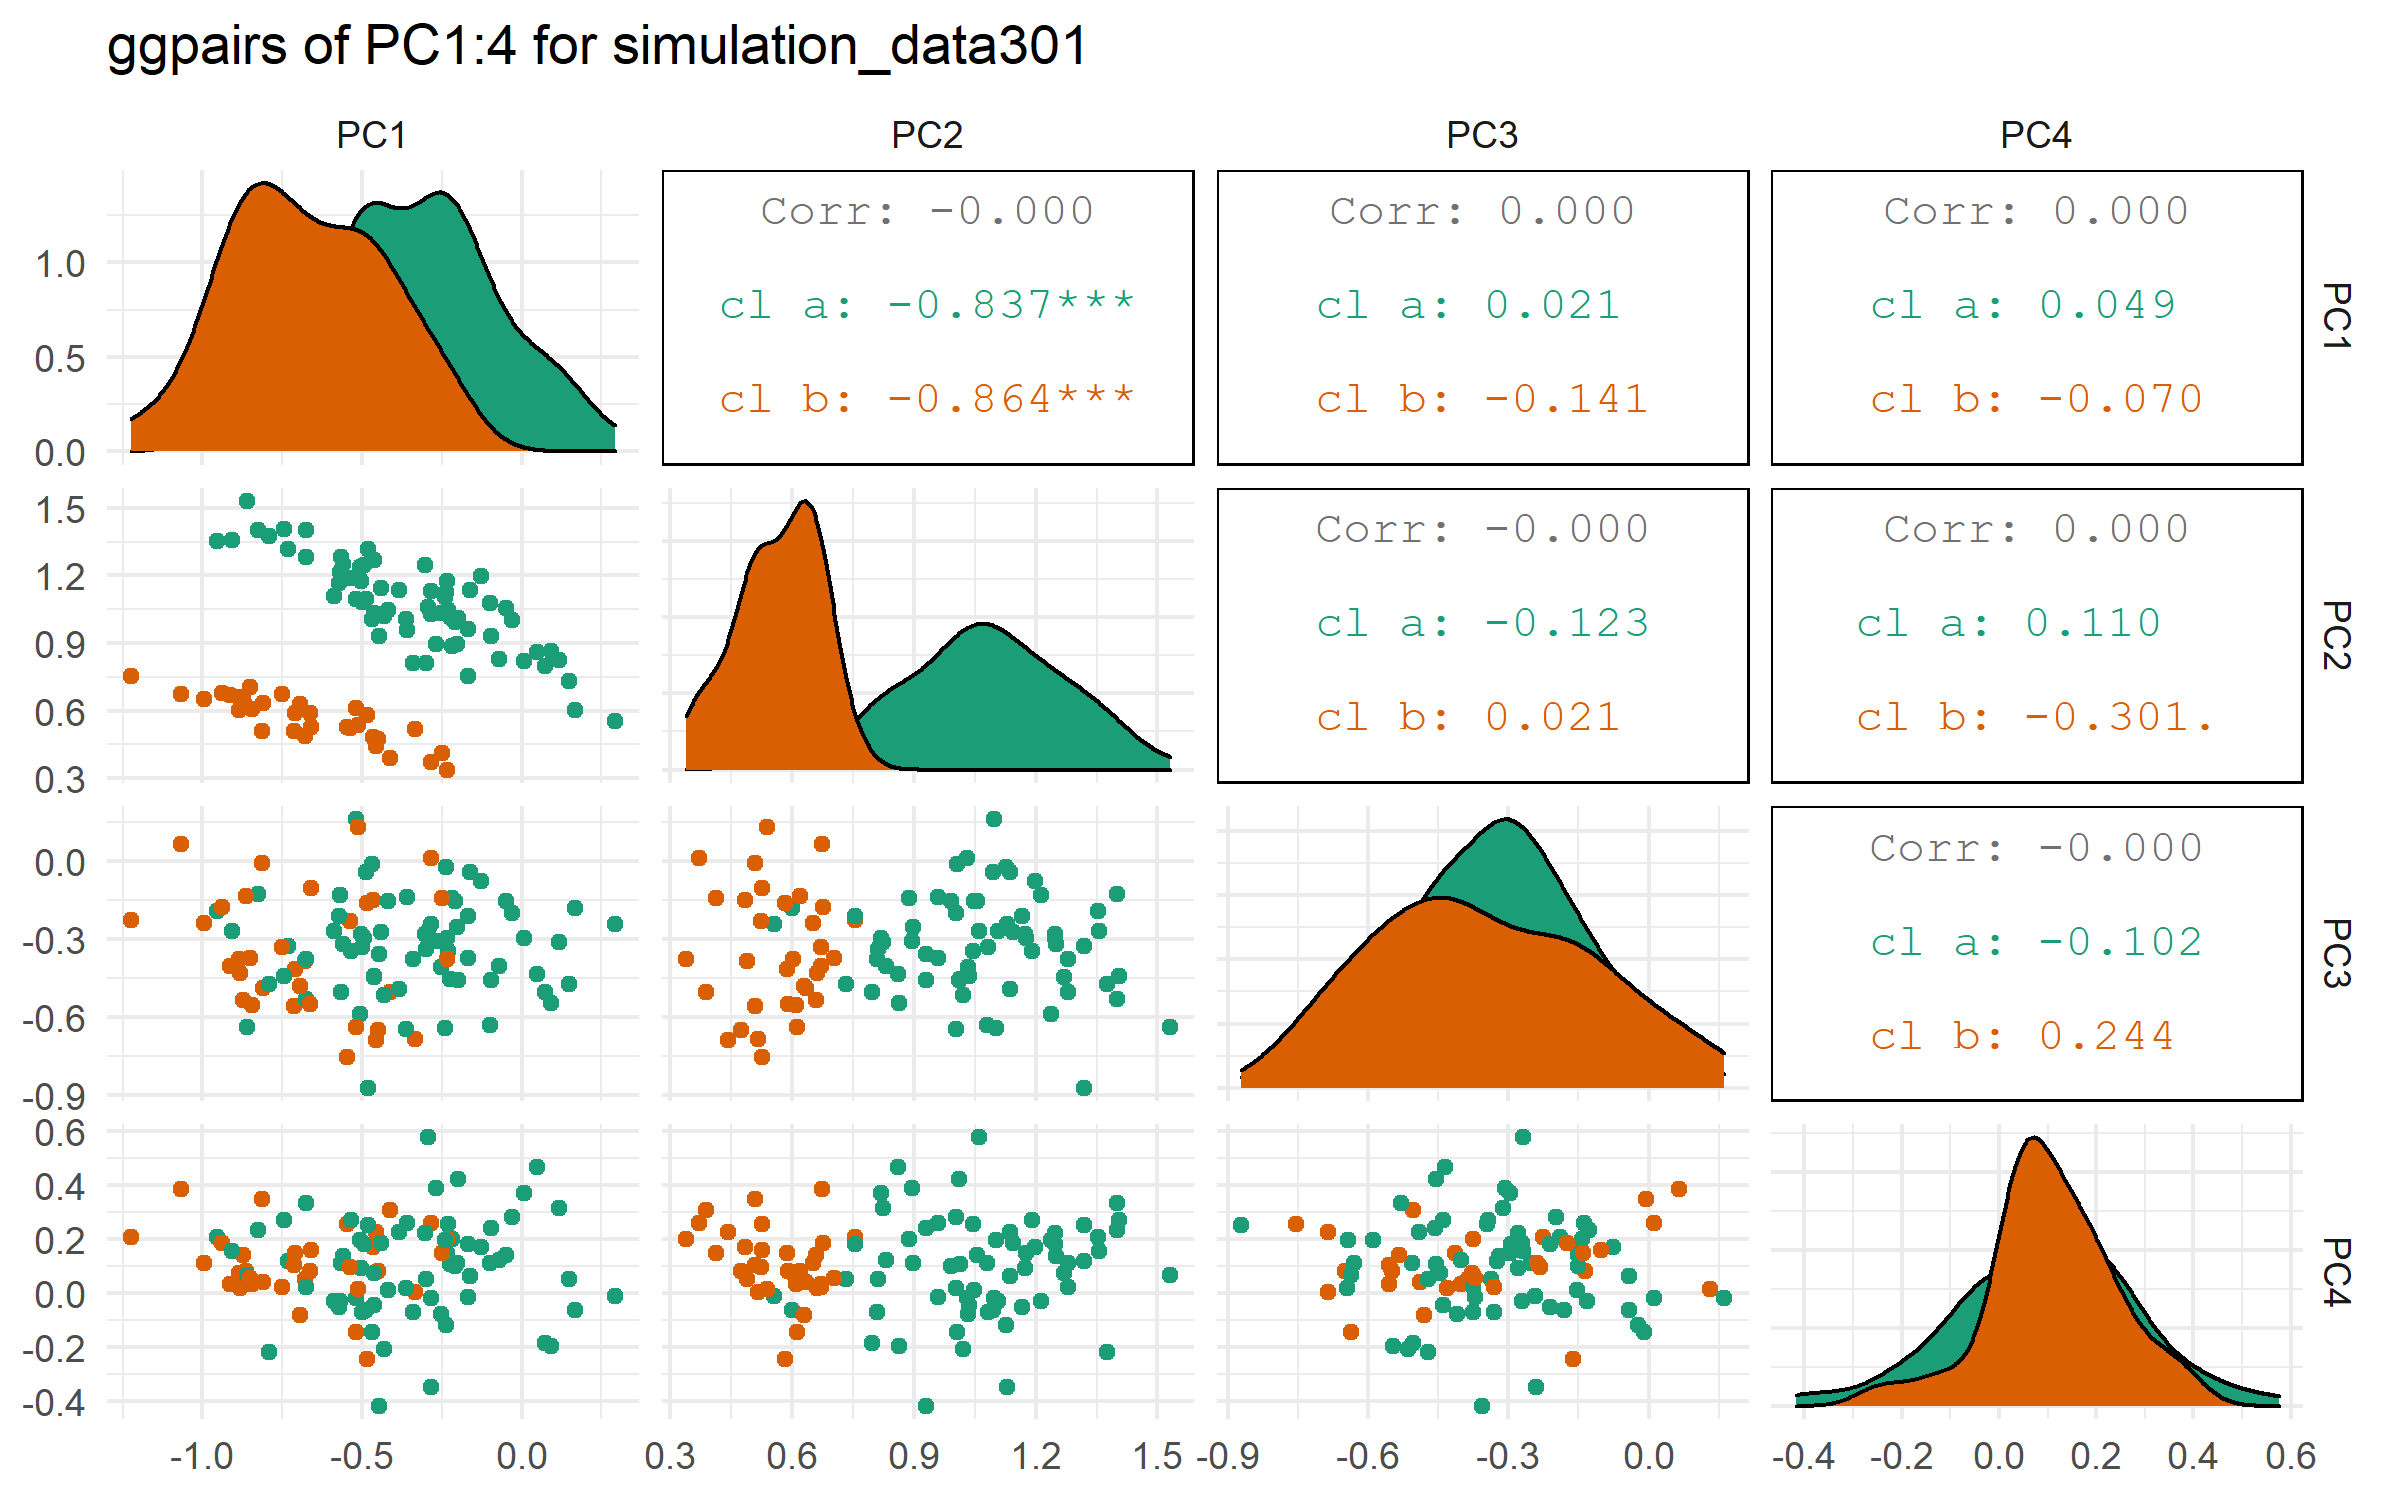 ggpairs of PC1:4 for simulation_data301
PC1 PC2 PC3 PC4
Corr: -0.000
cl a: -0.837***
cl b: -0.864***
Corr: 0.000
cl a: 0.021
cl b: -0.141
Corr: 0.000
cl a: 0.049
cl b: -0.070
PC1
1.0
0.5
0.0
Corr: -0.000
cl a: -0.123
cl b: 0.021
Corr: 0.000
cl a: 0.110
cl b: -0.301.
PC2
1.5
1.2
0.9
0.6
0.3
Corr: -0.000
cl a: -0.102
cl b: 0.244
PC3
0.0
-0.3
-0.6
-0.9
PC4
0.6
0.4
0.2
0.0
-0.2
-0.4
-1.0 -0.5 0.0 0.3 0.6 0.9 1.2 1.5 -0.9 -0.6 -0.3 0.0 -0.4 -0.2 0.0 0.2 0.4 0.6